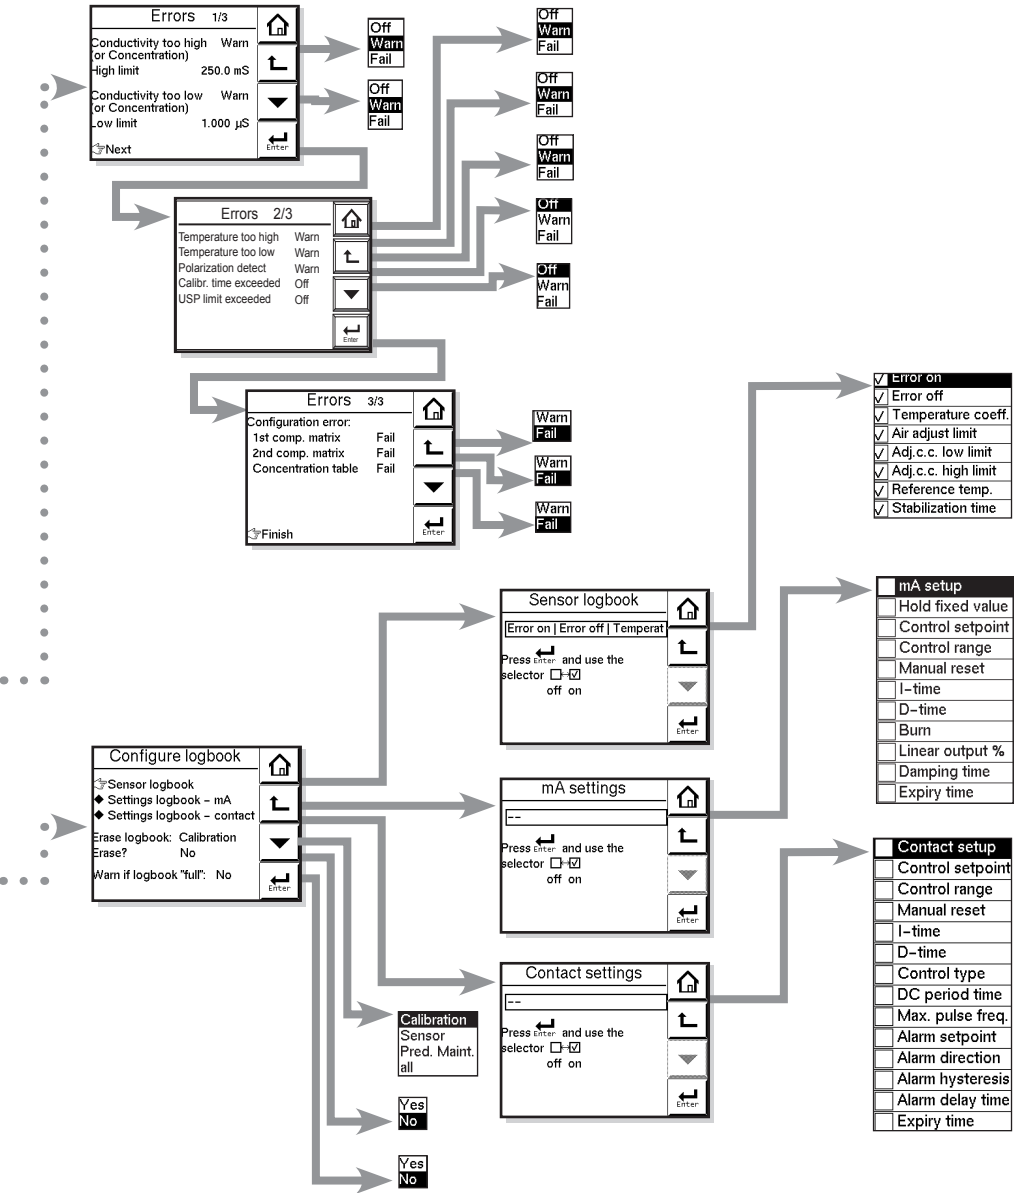 Errors 1/3
Conductivity too high Warn
(or Concentration)
High limit 250.0 mS
Conductivity too low Warn
(or Concentration)
Low limit 1.000 µS
Next
Enter
Off
Warn
Fail
Off
Warn
Fail
Errors 2/3
Temperature too high Warn
Temperature too low Warn
Polarization detect Warn
Calibr. time exceeded Off
USP limit exceeded Off
Enter
Off
Warn
Fail
Off
Warn
Fail
Off
Warn
Fail
Off
Warn
Fail
Off
Warn
Fail
Errors 3/3
Configuration error:
1st comp. matrix Fail
2nd comp. matrix Fail
Concentration table Fail
Finish
Enter
Warn
Fail
Warn
Fail
Warn
Fail
Configure logbook
Sensor logbook
Settings logbook – mA
Settings logbook – contact
Erase logbook: Calibration
Erase? No
Warn if logbook "full": No
Enter
Sensor logbook
Error on | Error off | Temperat
Press Enter and use the
selector
off on
Enter
Error on
Error off
Temperature coeff.
Air adjust limit
Adj.c.c. low limit
Adj.c.c. high limit
Reference temp.
Stabilization time
mA settings
--
Press Enter and use the
selector
off on
Enter
mA setup
Hold fixed value
Control setpoint
Control range
Manual reset
I–time
D–time
Burn
Linear output %
Damping time
Expiry time
Contact settings
--
Press Enter and use the
selector
off on
Enter
Contact setup
Control setpoint
Control range
Manual reset
I–time
D–time
Control type
DC period time
Max. pulse freq.
Alarm setpoint
Alarm direction
Alarm hysteresis
Alarm delay time
Expiry time
Calibration
Sensor
Pred. Maint.
all
Yes
No
Yes
No